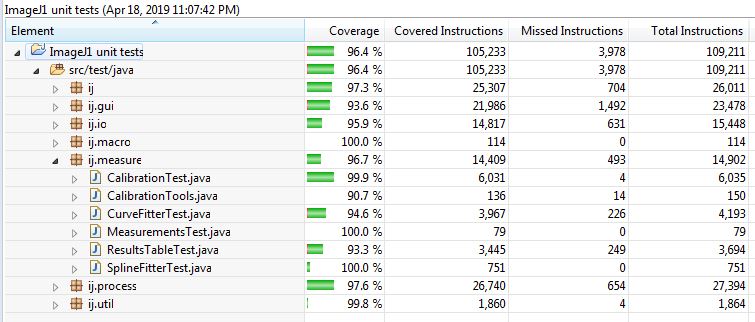 ImageJ1 unit tests (Apr 18, 2019 11:07:42 PM)
Element Coverage Covered Instructions Missed Instructions Total Instructions
ImageJ1 unit tests 96.4 % 105,233 3,978 109,211
src/test/java 96.4 % 105,233 3,978 109,211
ij 97.3 % 25,307 704 26,011
ij.gui 93.6 % 21,986 1,492 23,478
ij.io 95.9 % 14,817 631 15,448
ij.macro 100.0 % 114 0 114
ij.measure 96.7 % 14,409 493 14,902
CalibrationTest.java 99.9 % 6,031 4 6,035
CalibrationTools.java 90.7 % 136 14 150
CurveFitterTest.java 94.6 % 3,967 226 4,193
MeasurementsTest.java 100.0 % 79 0 79
ResultsTableTest.java 93.3 % 3,445 249 3,694
SplineFitterTest.java 100.0 % 751 0 751
ij.process 97.6 % 26,740 654 27,394
ij.util 99.8 % 1,860 4 1,864